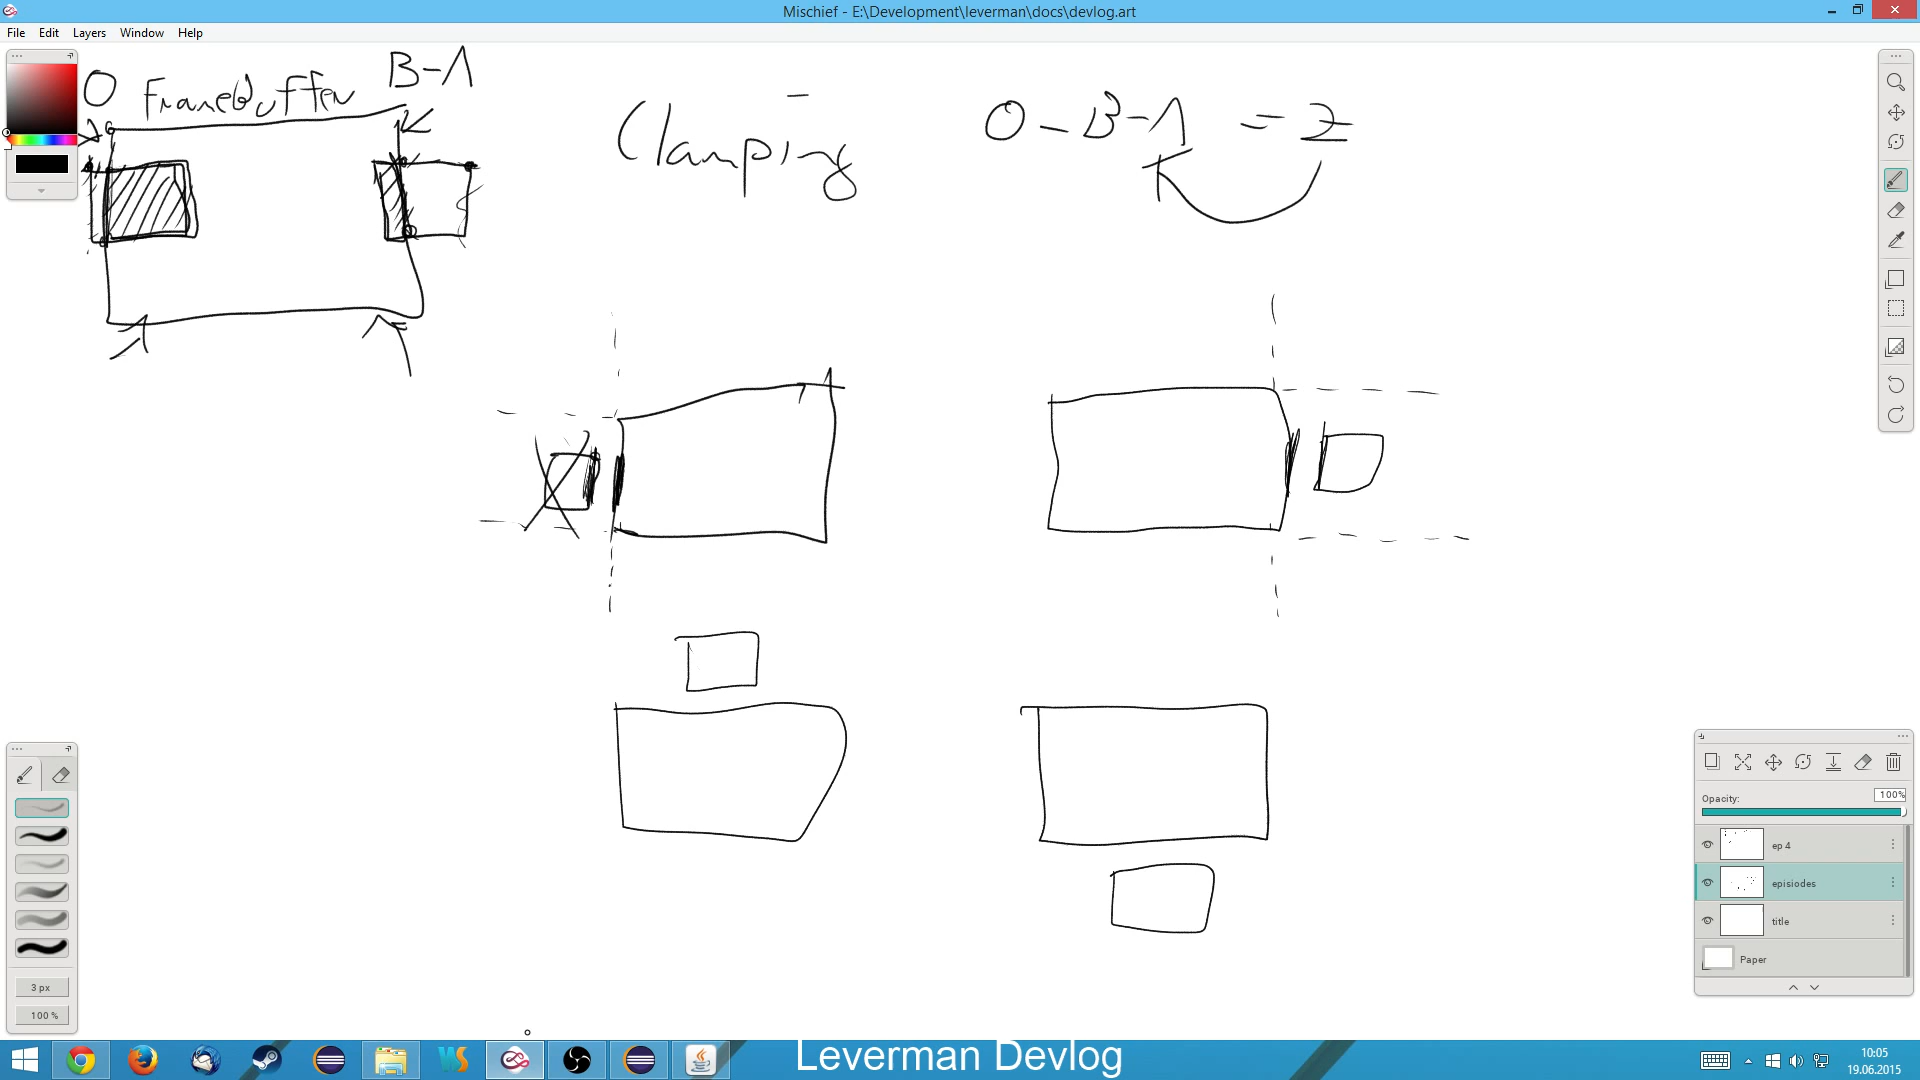 Mischief - E:\Development\leverman\docs\devlog.art
File Edit Layers Window Help
B-1
0 FrameBuffer
Clamping
0-B-1 = Z
Opacity:
100%
ep 4
episiodes
title
Paper
3 px
100 %
Leverman Devlog
10:05
19.06.2015